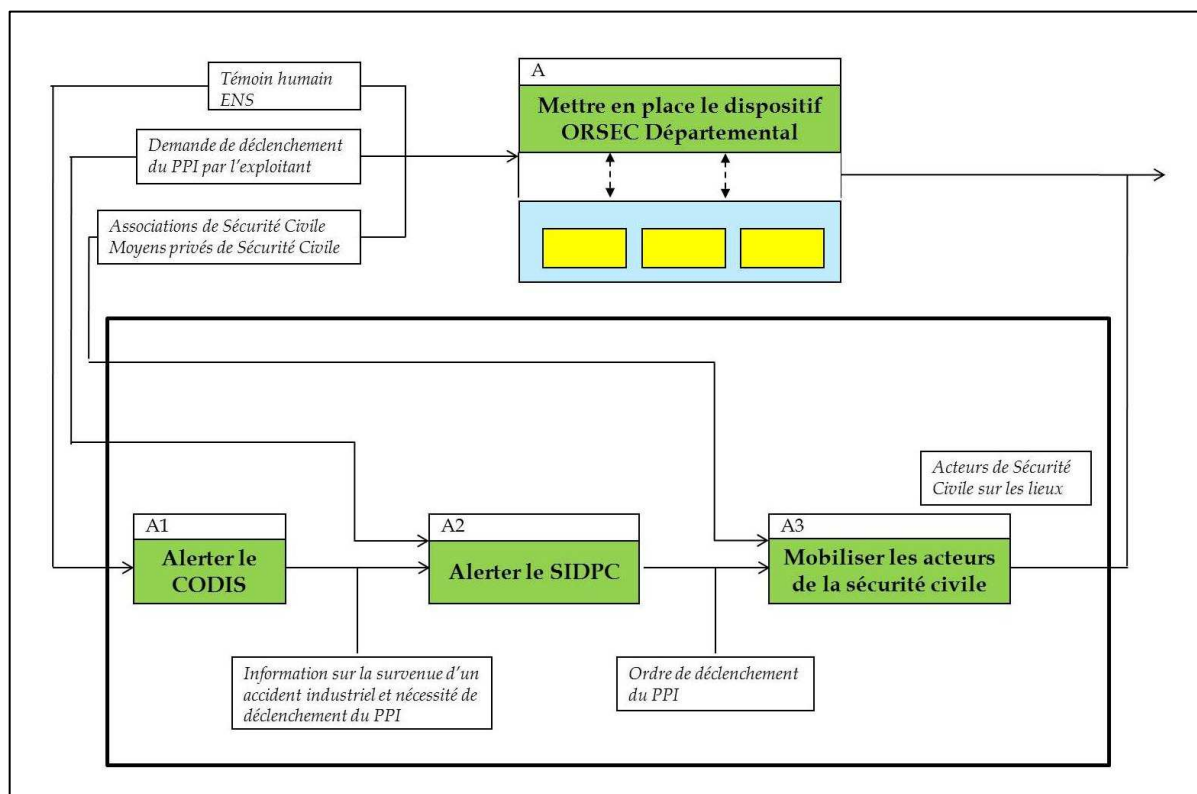 Témoin humain
ENS
A
Mettre en place le dispositif
ORSEC Départemental
Demande de déclenchement
du PPI par l'exploitant
Associations de Sécurité Civile
Moyens privés de Sécurité Civile
Acteurs de Sécurité
Civile sur les lieux
A1
Alerter le
CODIS
A2
Alerter le SIDPC
A3
Mobiliser les acteurs
de la sécurité civile
Information sur la survenue d'un
accident industriel et nécessité de
déclenchement du PPI
Ordre de déclenchement
du PPI